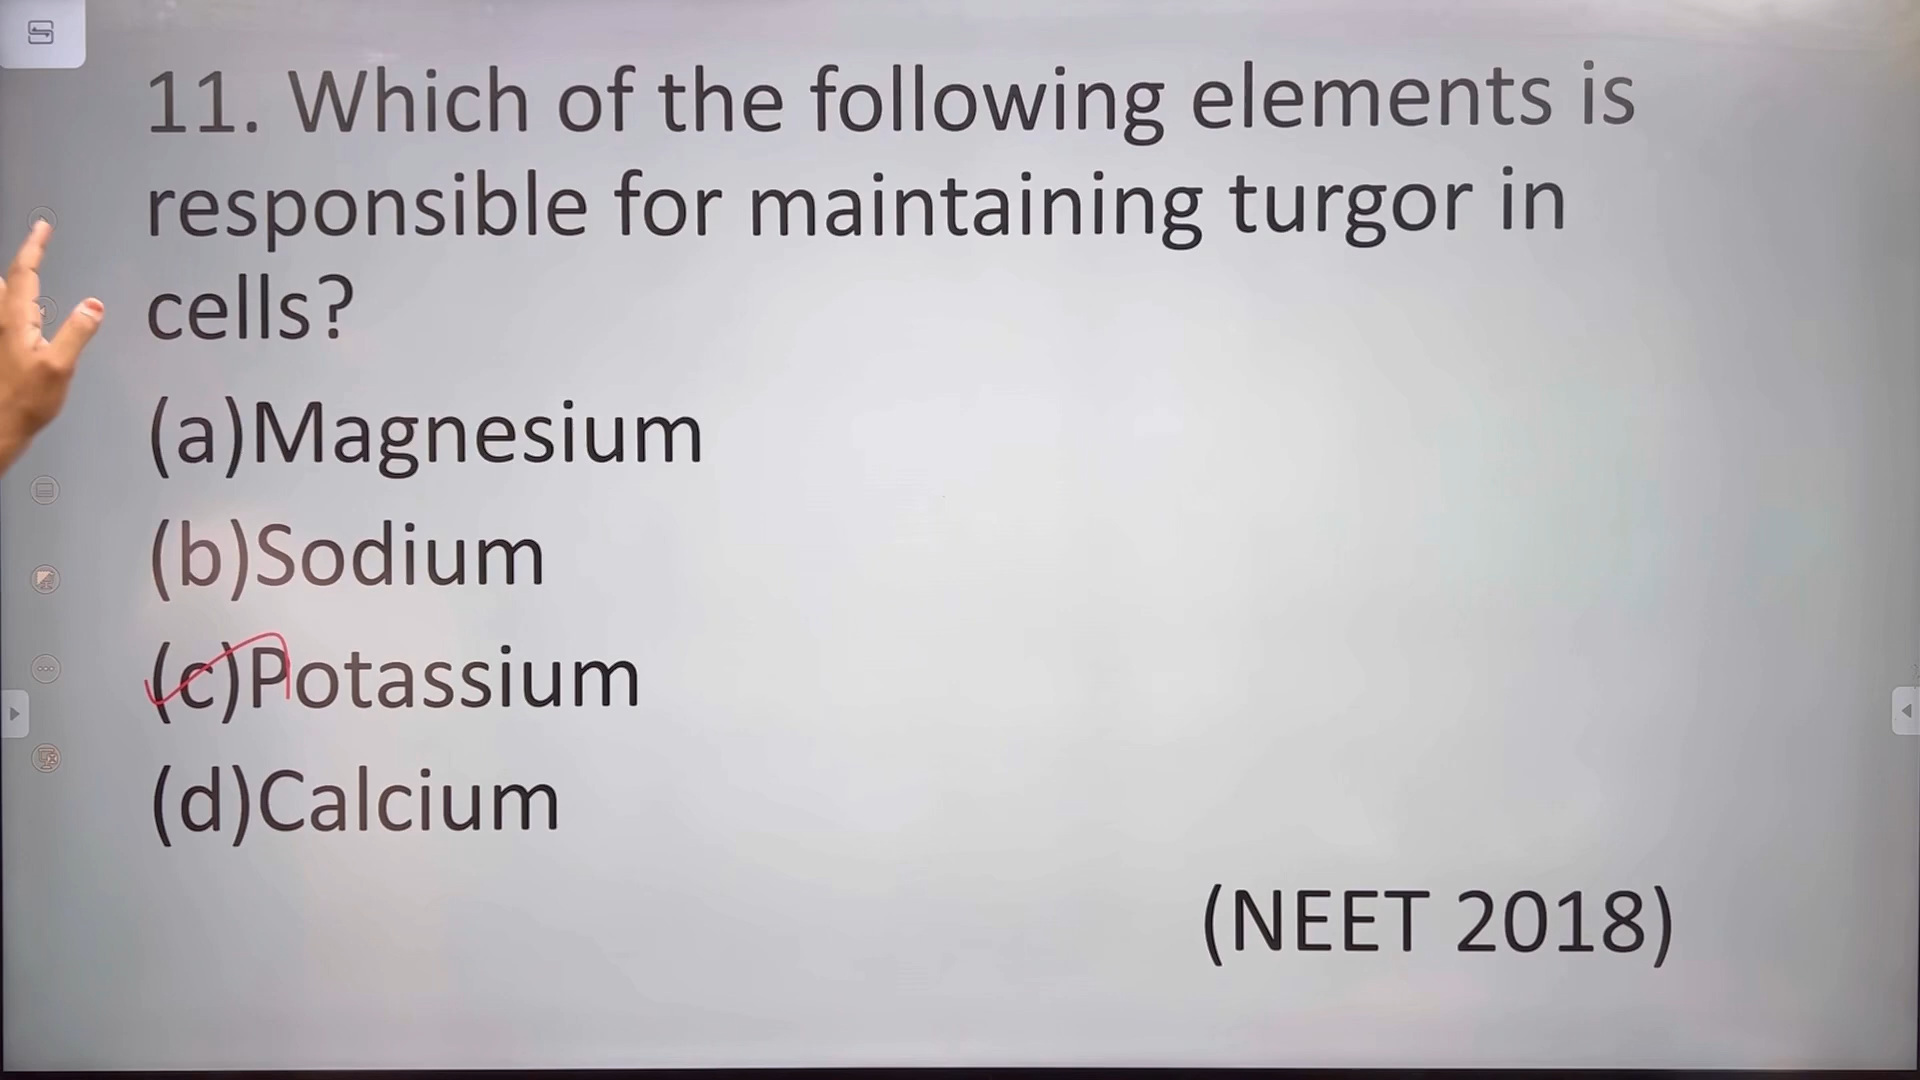 11. Which of the following elements is
responsible for maintaining turgor in
cells?
(a)Magnesium
(b)Sodium
(c)Potassium
(d)Calcium
(NEET 2018)